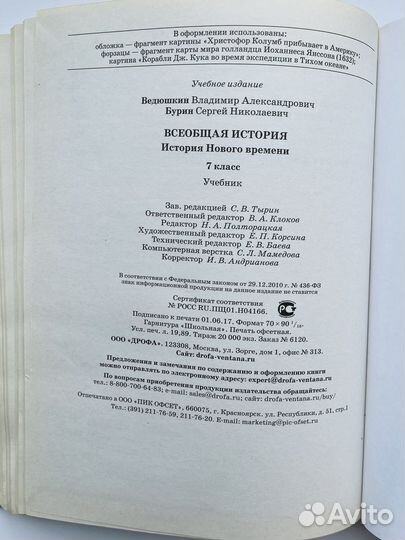 В оформлении использованы:
обложка — фрагмент картины «Христофор Колумб прибывает в Америку»;
форзацы — фрагмент карты мира голландца Иоханнеса Янссона (1632);
картина «Корабли Дж. Кука во время экспедиции в Тихом океане»
Учебное издание
Ведюшкин Владимир Александрович
Бурин Сергей Николаевич
ВСЕОБЩАЯ ИСТОРИЯ
История Нового времени
7 класс
Учебник
Зав. редакцией С. В. Тырин
Ответственный редактор В. А. Клоков
Редактор Н. А. Полторацкая
Художественный редактор Е. П. Корсина
Технический редактор Е. В. Баева
Компьютерная верстка С. Л. Мамедова
Корректор И. В. Андрианова
В соответствии с Федеральным законом от 29.12.2010 г. № 436-ФЗ
знак информационной продукции на данное издание не ставится
Сертификат соответствия
№ РОСС RU.ПЩ01.Н04166.
Подписано к печати 01.06.17. Формат 70 × 90 1/16.
Гарнитура «Школьная». Печать офсетная.
Усл. печ. л. 19,89. Тираж 20 000 экз. Заказ № 6120.
ООО «ДРОФА». 123308, Москва, ул. Зорге, дом 1, офис № 313.
Сайт: drofa-ventana.ru
Предложения и замечания по содержанию и оформлению книги
можно отправлять по электронному адресу: expert@drofa-ventana.ru
По вопросам приобретения продукции издательства обращайтесь:
тел.: 8-800-700-64-83; e-mail: sales@drofa.ru; сайт: drofa-ventana.ru/buy/
Отпечатано в ООО "ПИК ОФСЕТ", 660075, г. Красноярск. ул. Республики, д. 51, стр.1
Тел.: (391) 211-76-59, 211-76-20. E-mail: marketing@pic-ofset.ru
Avito